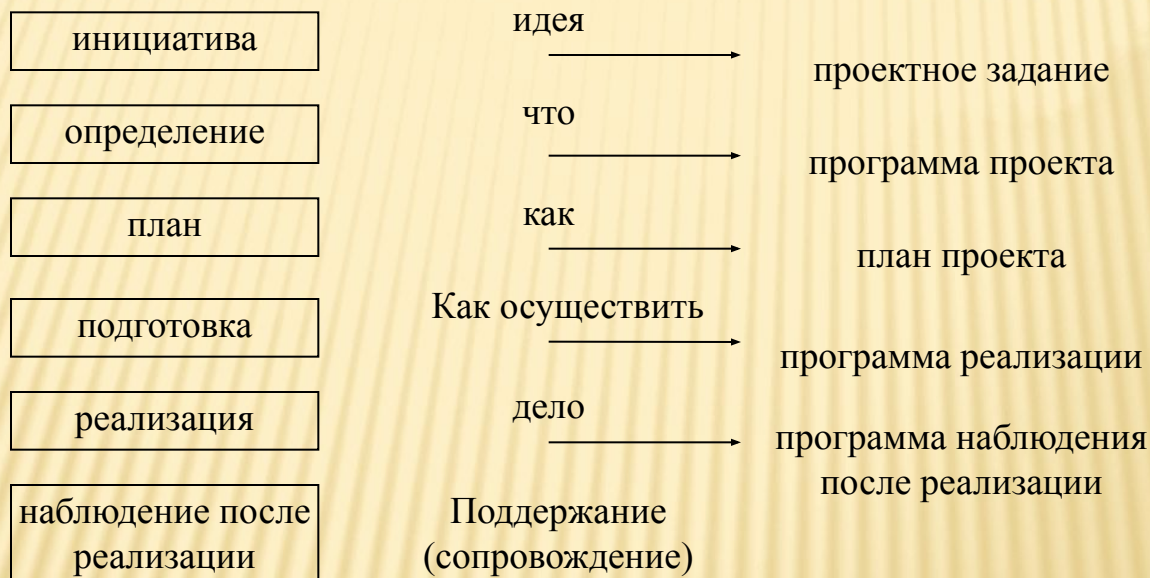 инициатива
идея
проектное задание
определение
что
программа проекта
план
как
план проекта
подготовка
Как осуществить
программа реализации
реализация
дело
программа наблюдения
после реализации
наблюдение после
реализации
Поддержание
(сопровождение)